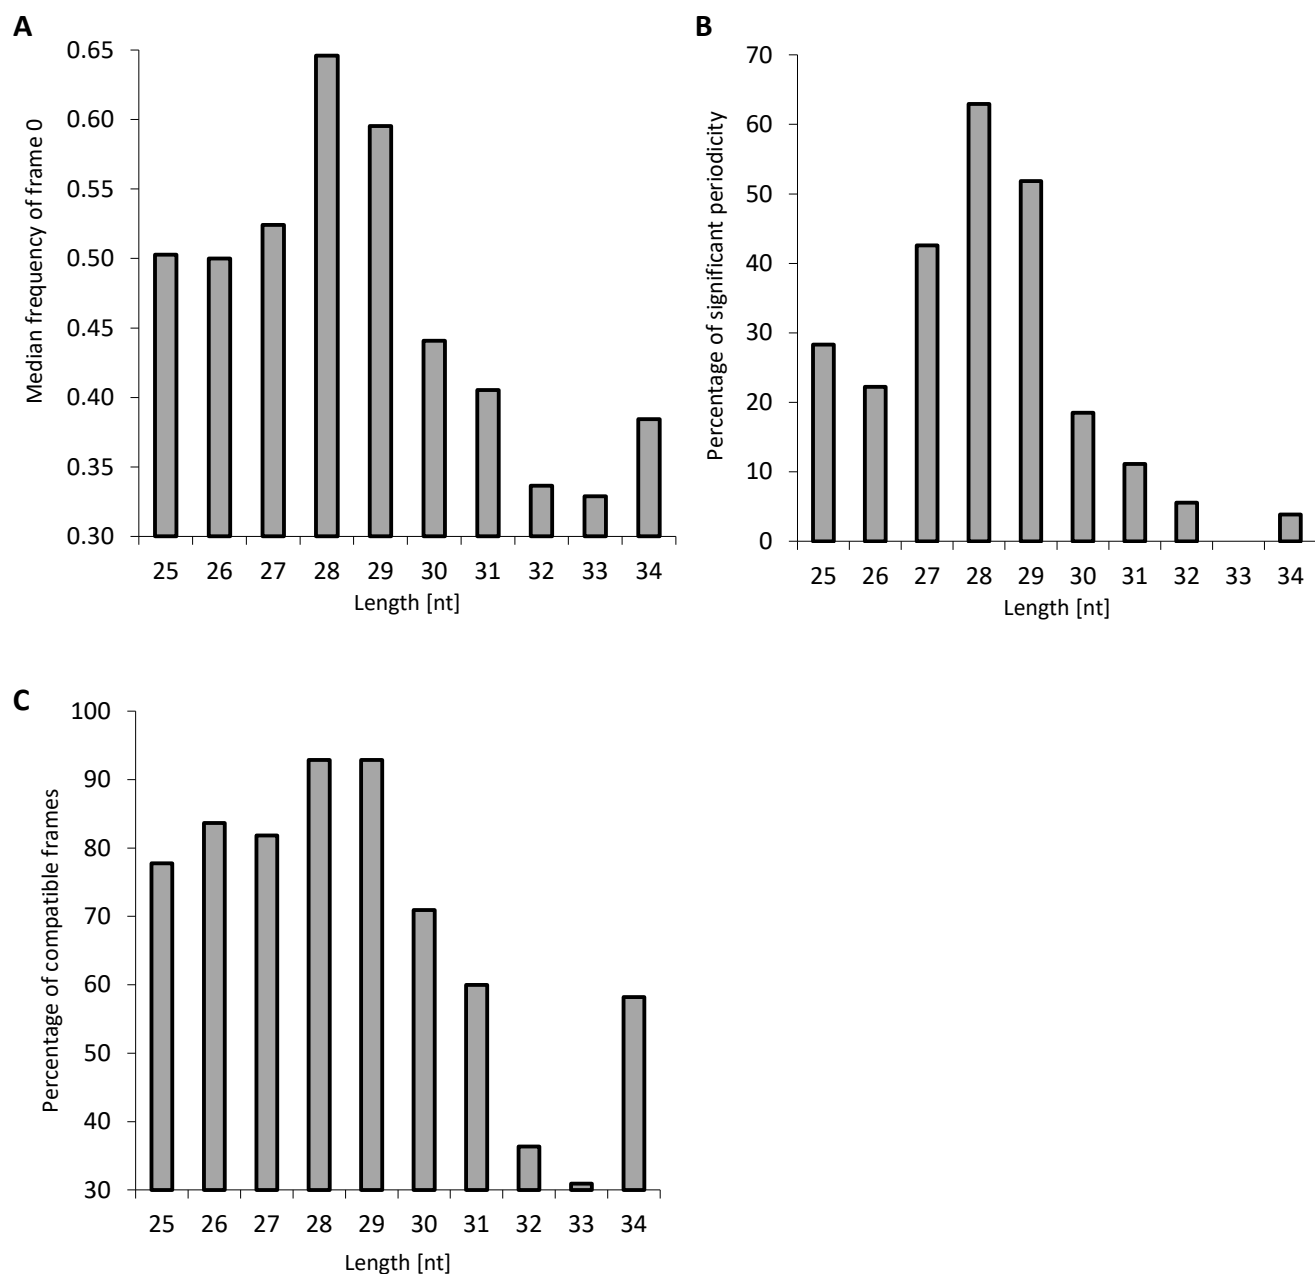 A
Median frequency of frame 0
0.65
0.60
0.55
0.50
0.45
0.40
0.35
0.30
25 26 27 28 29 30 31 32 33 34
Length [nt]
B
Percentage of significant periodicity
70
60
50
40
30
20
10
0
25 26 27 28 29 30 31 32 33 34
Length [nt]
C
Percentage of compatible frames
100
90
80
70
60
50
40
30
25 26 27 28 29 30 31 32 33 34
Length [nt]